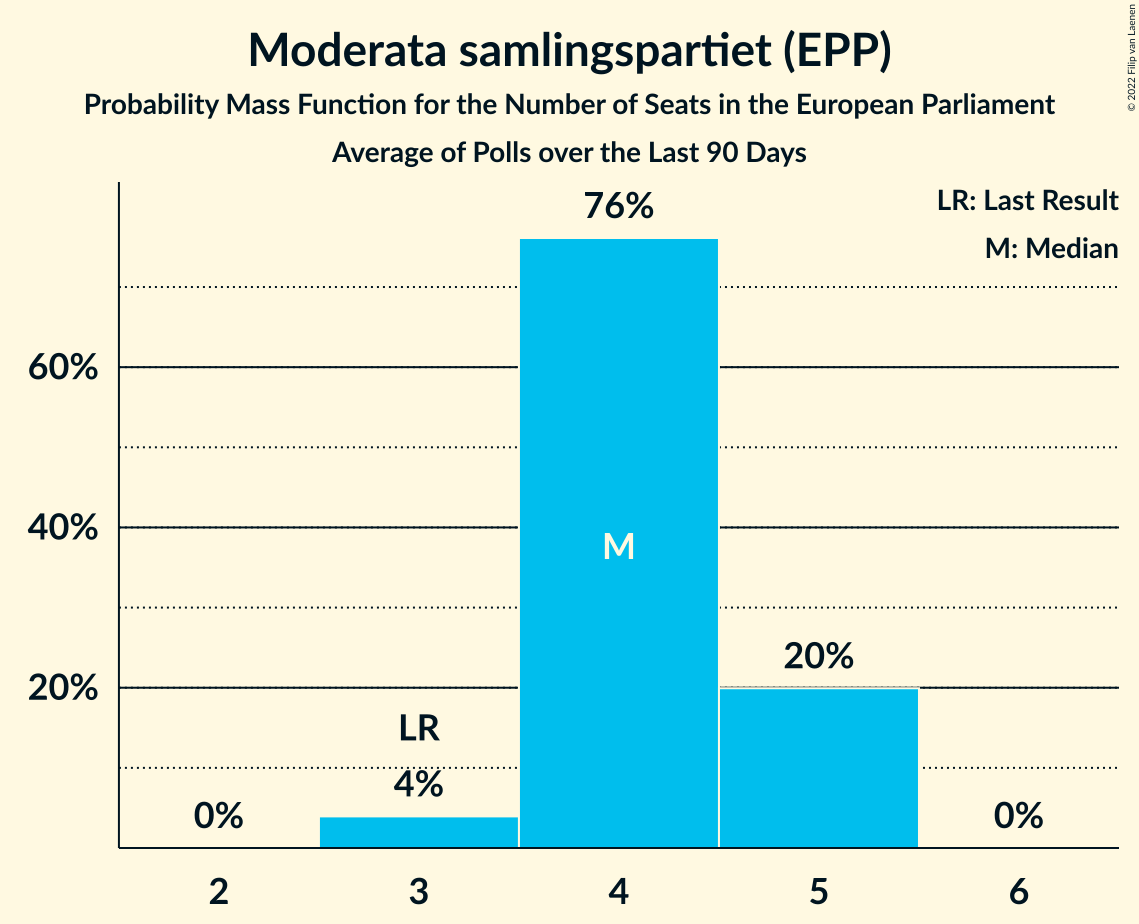 Moderata samlingspartiet (EPP)
Probability Mass Function for the Number of Seats in the European Parliament
Average of Polls over the Last 90 Days
© 2022 Filip van Laenen
LR: Last Result
M: Median
76%
60%
40%
M
20%
20%
LR
4%
0%
0%
2 3 4 5 6